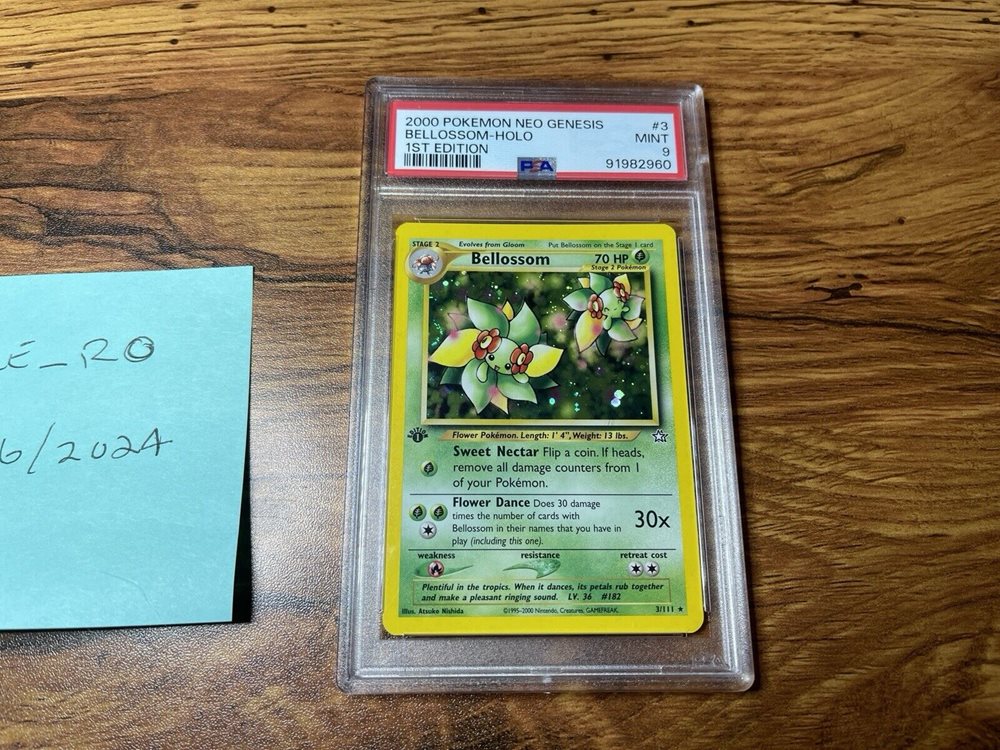 2000 POKEMON NEO GENESIS #3
BELLOSSOM-HOLO MINT
1ST EDITION 9
PSA 91982960
E_RO
6/2024
STAGE 2 Evolves from Gloom Put Bellossom on the Stage 1 card
Bellossom 70 HP
Stage 2 Pokémon
EDITION 1
Flower Pokémon. Length: 1' 4", Weight: 13 lbs.
Sweet Nectar Flip a coin. If heads,
remove all damage counters from 1
of your Pokémon.
Flower Dance Does 30 damage
times the number of cards with
Bellossom in their names that you have in
play (including this one).
30x
weakness resistance retreat cost
Plentiful in the tropics. When it dances, its petals rub together
and make a pleasant ringing sound. LV. 36 #182
Illus. Atsuko Nishida ©1995-2000 Nintendo, Creatures, GAMEFREAK. 3/111 ★